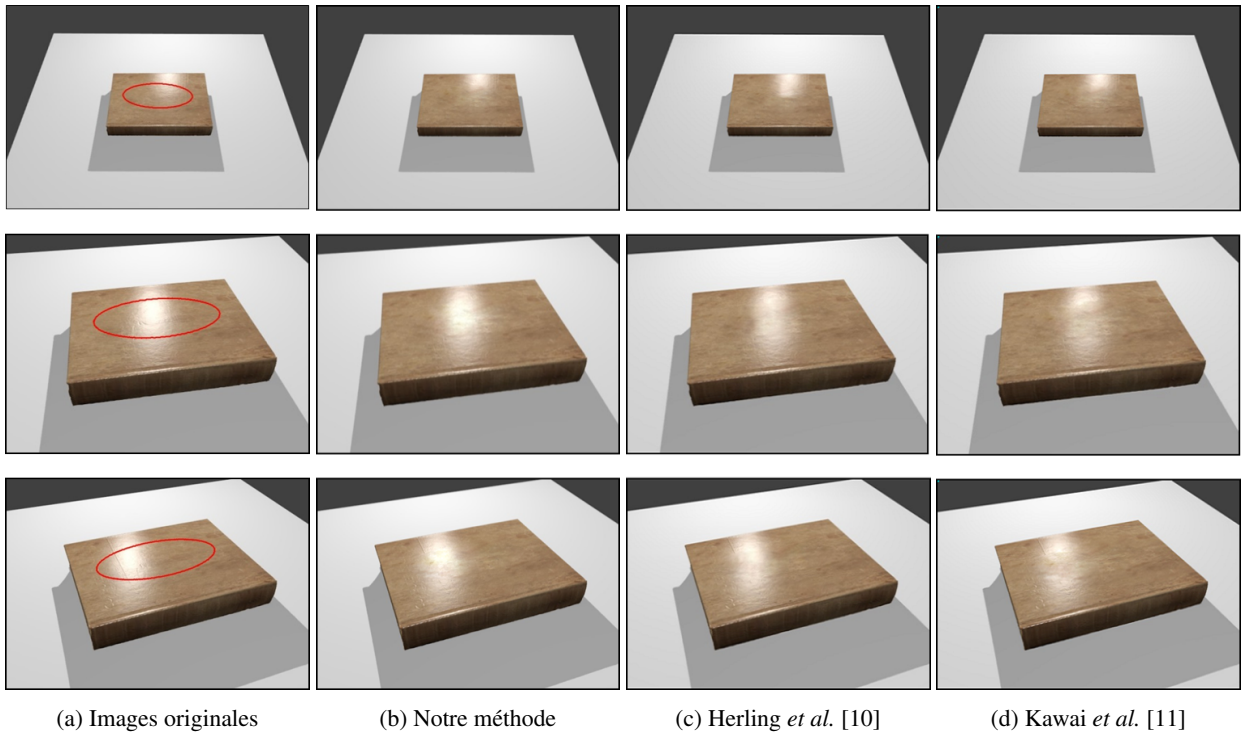 (a) Images originales
(b) Notre méthode
(c) Herling et al. [10]
(d) Kawai et al. [11]